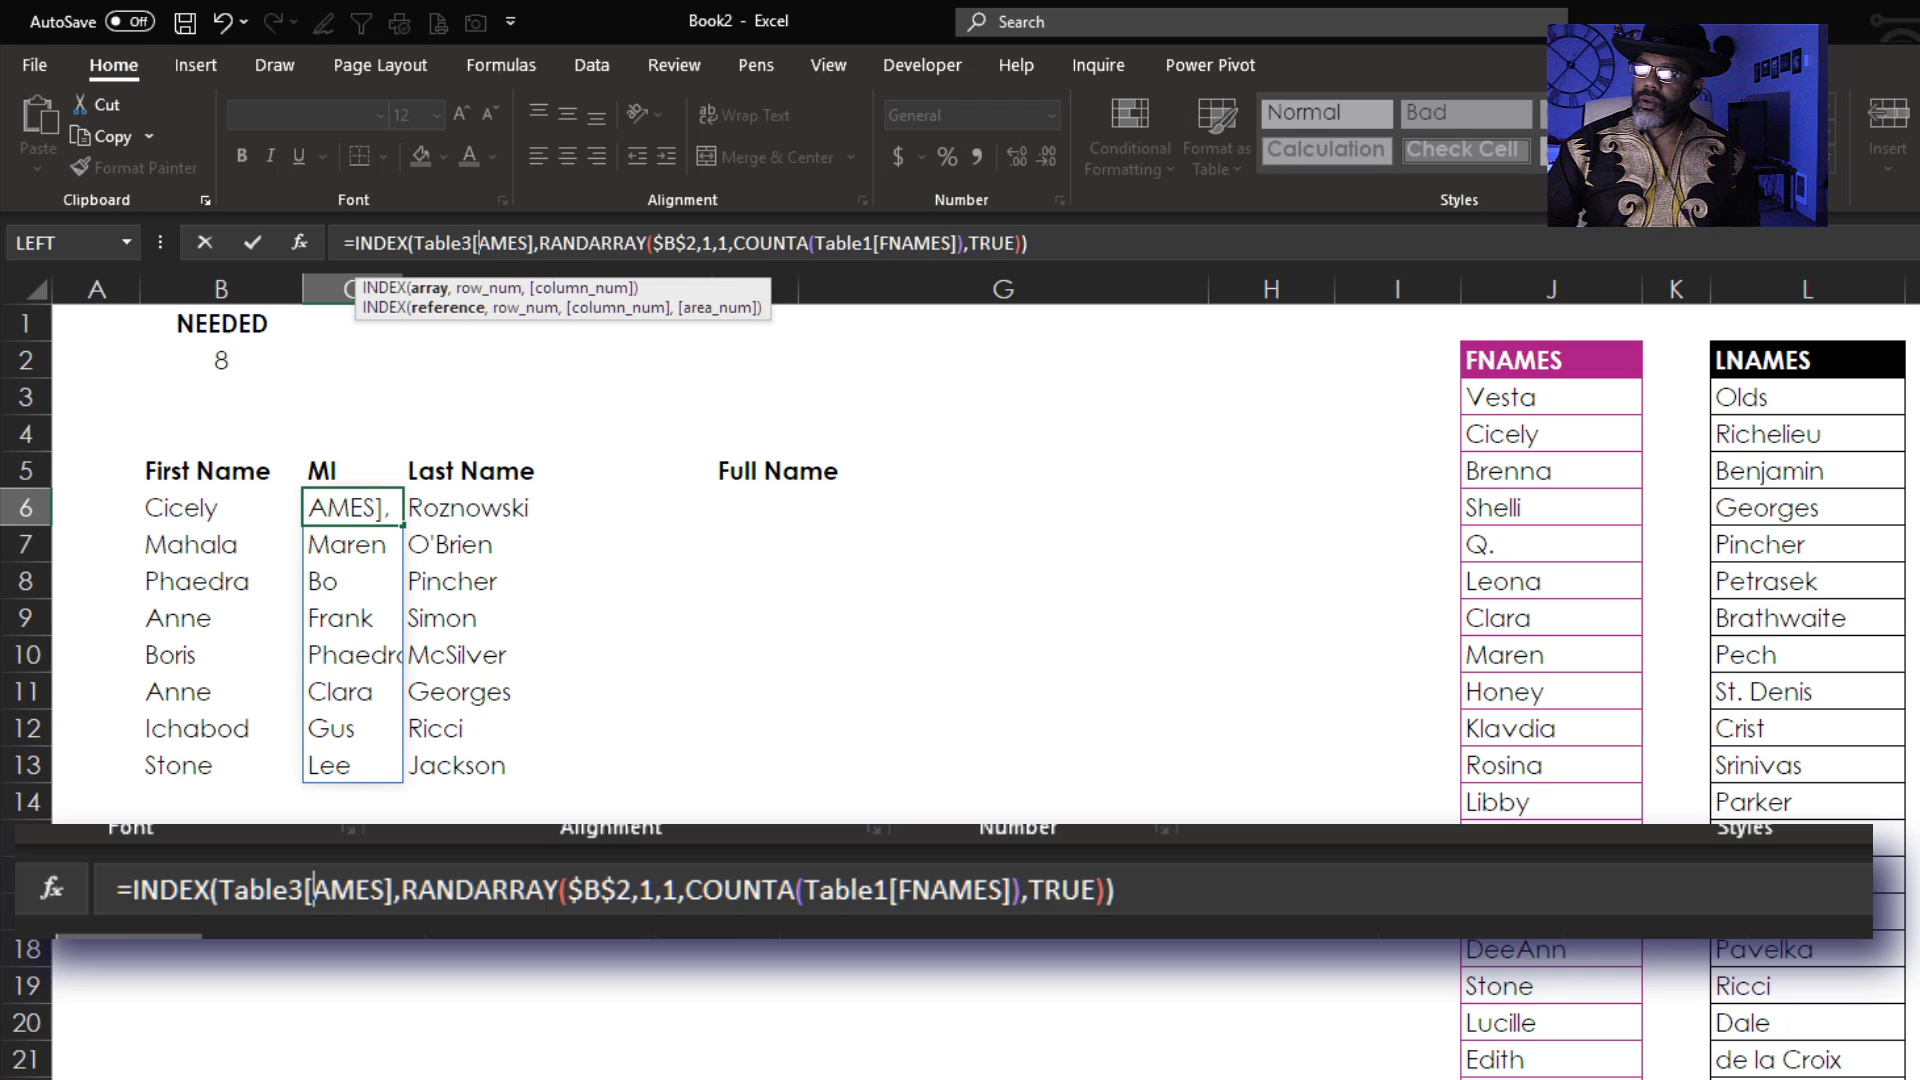 AutoSave Off Book2 - Excel Search
File Home Insert Draw Page Layout Formulas Data Review Pens View Developer Help Inquire Power Pivot
Paste Cut Copy Format Painter
12 A^ A˅ B I U A
ab Wrap Text Merge & Center
General $ % 9 .00
Conditional Formatting Format as Table
Normal Bad
Calculation Check Cell
Insert
Clipboard Font Alignment Number Styles
LEFT fx =INDEX(Table3[AMES],RANDARRAY($B$2,1,1,COUNTA(Table1[FNAMES]),TRUE))
INDEX(array, row_num, [column_num])
INDEX(reference, row_num, [column_num], [area_num])
A B C G H I J K L
1 NEEDED
2 8 FNAMES LNAMES
3 Vesta Olds
4 Cicely Richelieu
5 First Name MI Last Name Full Name Brenna Benjamin
6 Cicely AMES], Roznowski Shelli Georges
7 Mahala Maren O'Brien Q. Pincher
8 Phaedra Bo Pincher Leona Petrasek
9 Anne Frank Simon Clara Brathwaite
10 Boris Phaedra McSilver Maren Pech
11 Anne Clara Georges Honey St. Denis
12 Ichabod Gus Ricci Klavdia Crist
13 Stone Lee Jackson Rosina Srinivas
14 Libby Parker
Font Alignment Number Styles
fx =INDEX(Table3[AMES],RANDARRAY($B$2,1,1,COUNTA(Table1[FNAMES]),TRUE))
18 DeeAnn Pavelka
19 Stone Ricci
20 Lucille Dale
21 Edith de la Croix